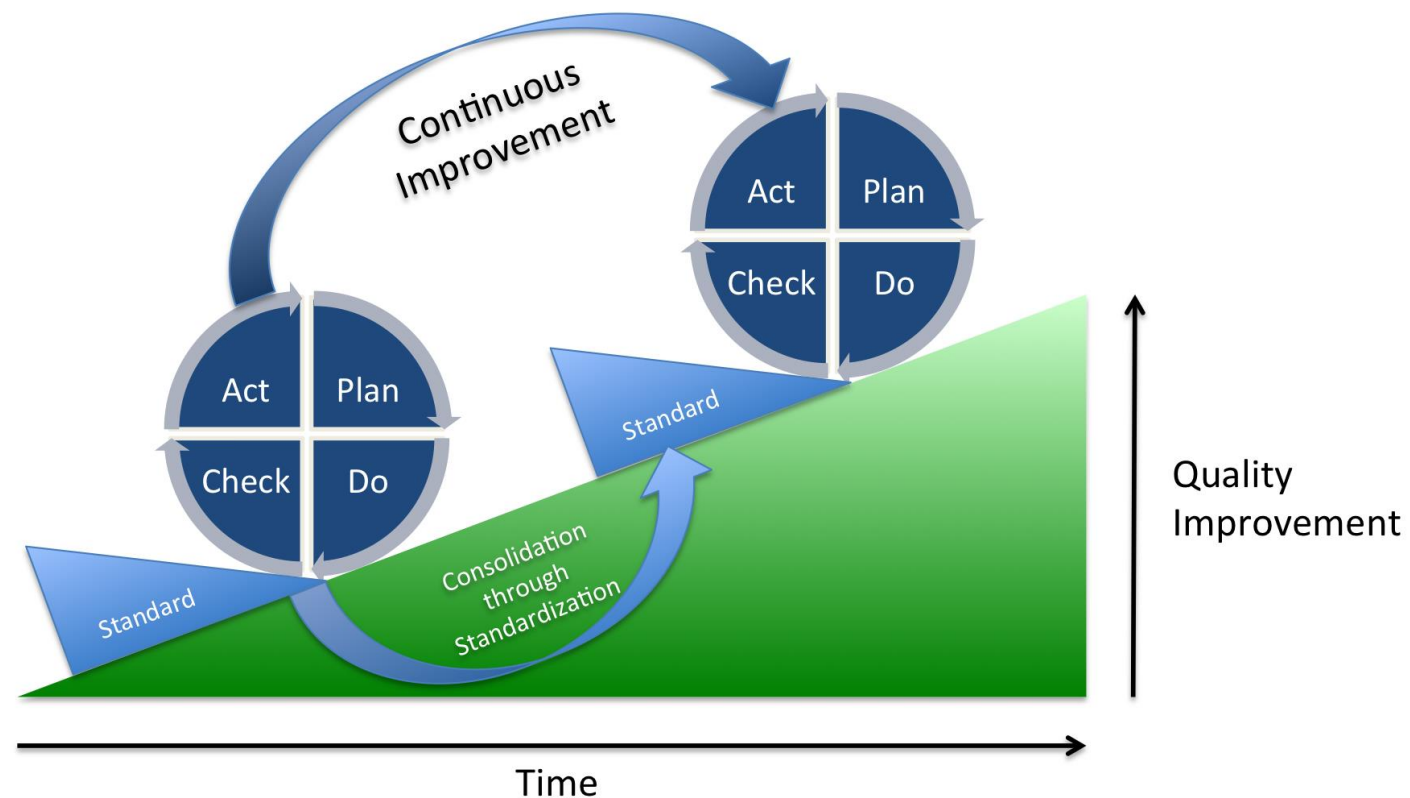 Continuous
Improvement
Act
Plan
Check
Do
Act
Plan
Check
Do
Standard
Standard
Consolidation
through
Standardization
Quality
Improvement
Time